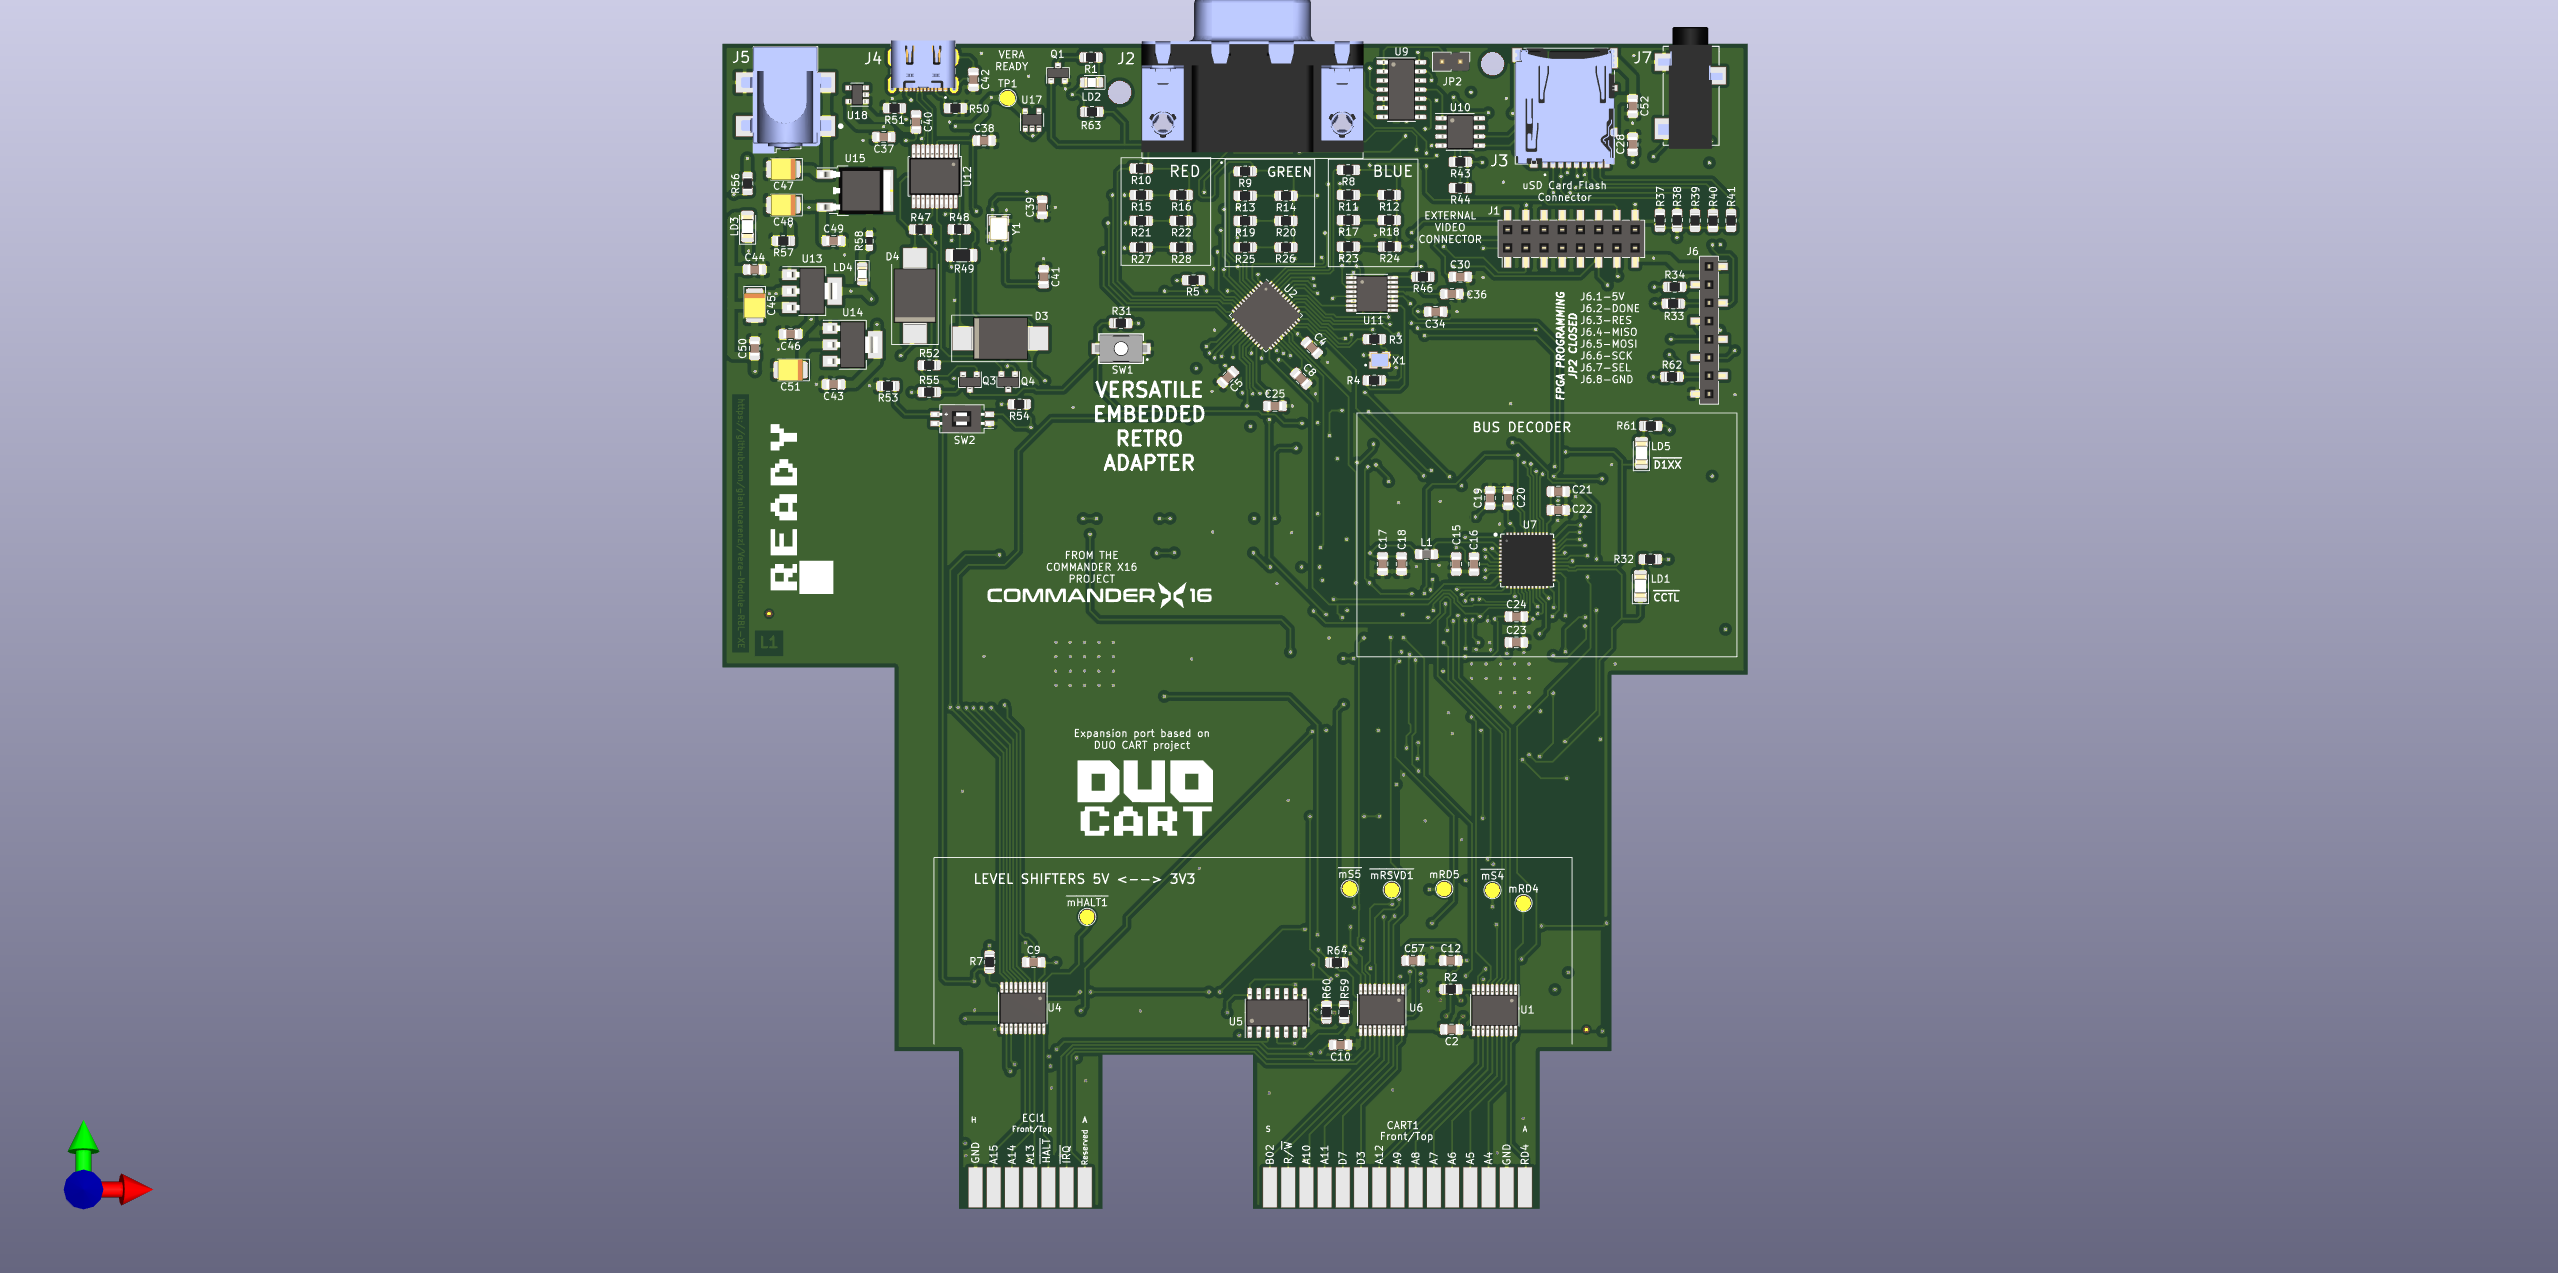 J5
J4
VERA
READY
TP1
Q1
R1
LD2
R63
J2
U9
JP2
U10
J7
J3
U18
R51
C40
R50
C42
U17
C37
C38
U15
U12
R56
C47
C48
LD3
R57
C49
R58
R47
R48
R49
C39
Y1
C41
C44
U13
LD4
D4
C45
U14
C46
C50
C51
C43
R53
R52
R55
Q3
Q4
R54
D3
SW2
R31
SW1
RED
R10
R15
R16
R21
R22
R27
R28
GREEN
R9
R13
R14
R19
R20
R25
R26
BLUE
R8
R11
R12
R17
R18
R23
R24
R43
R44
C52
C28
uSD Card Flash
Connector
J1
EXTERNAL
VIDEO
CONNECTOR
R37
R38
R39
R40
R41
J6
R5
U2
U11
R46
C30
C36
C34
R3
X1
R4
C4
C8
C5
C25
FPGA PROGRAMMING
JP2 CLOSED
J6.1-5V
J6.2-DONE
J6.3-RES
J6.4-MISO
J6.5-MOSI
J6.6-SCK
J6.7-SEL
J6.8-GND
R34
R33
R62
VERSATILE
EMBEDDED
RETRO
ADAPTER
READY
L1
BUS DECODER
R61
LD5
D1XX
C19
C20
C21
C22
U7
C17
C18
L1
C15
C16
R32
LD1
CCTL
C24
C23
FROM THE
COMMANDER X16
PROJECT
COMMANDER X 16
Expansion port based on
DUO CART project
DUO
CART
LEVEL SHIFTERS 5V <--> 3V3
mHALT1
mS5
mRSVD1
mRD5
mS4
mRD4
R7
C9
U4
R64
C57
C12
R2
R60
R59
U5
U6
U1
C10
C2
H
ECI1
Front/Top
A
GND
A15
A14
A13
HALT
IRQ
Reserved
S
CART1
Front/Top
A
BO2
R/W
A10
A11
D7
D3
A12
A9
A8
A7
A6
A5
A4
GND
RD4